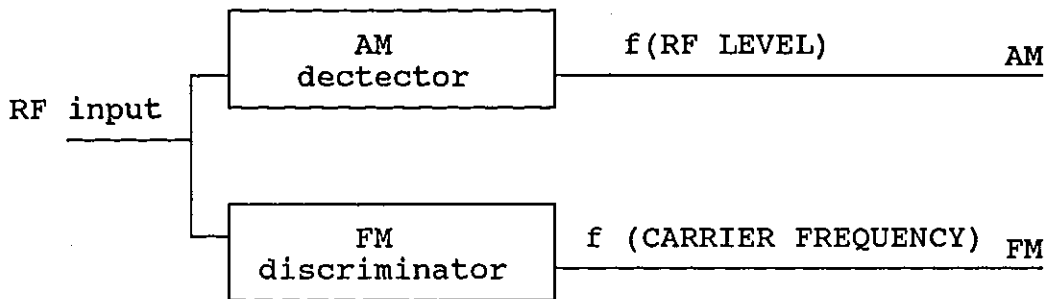 AM
dectector
f(RF LEVEL)
AM
RF input
FM
discriminator
f (CARRIER FREQUENCY)
FM